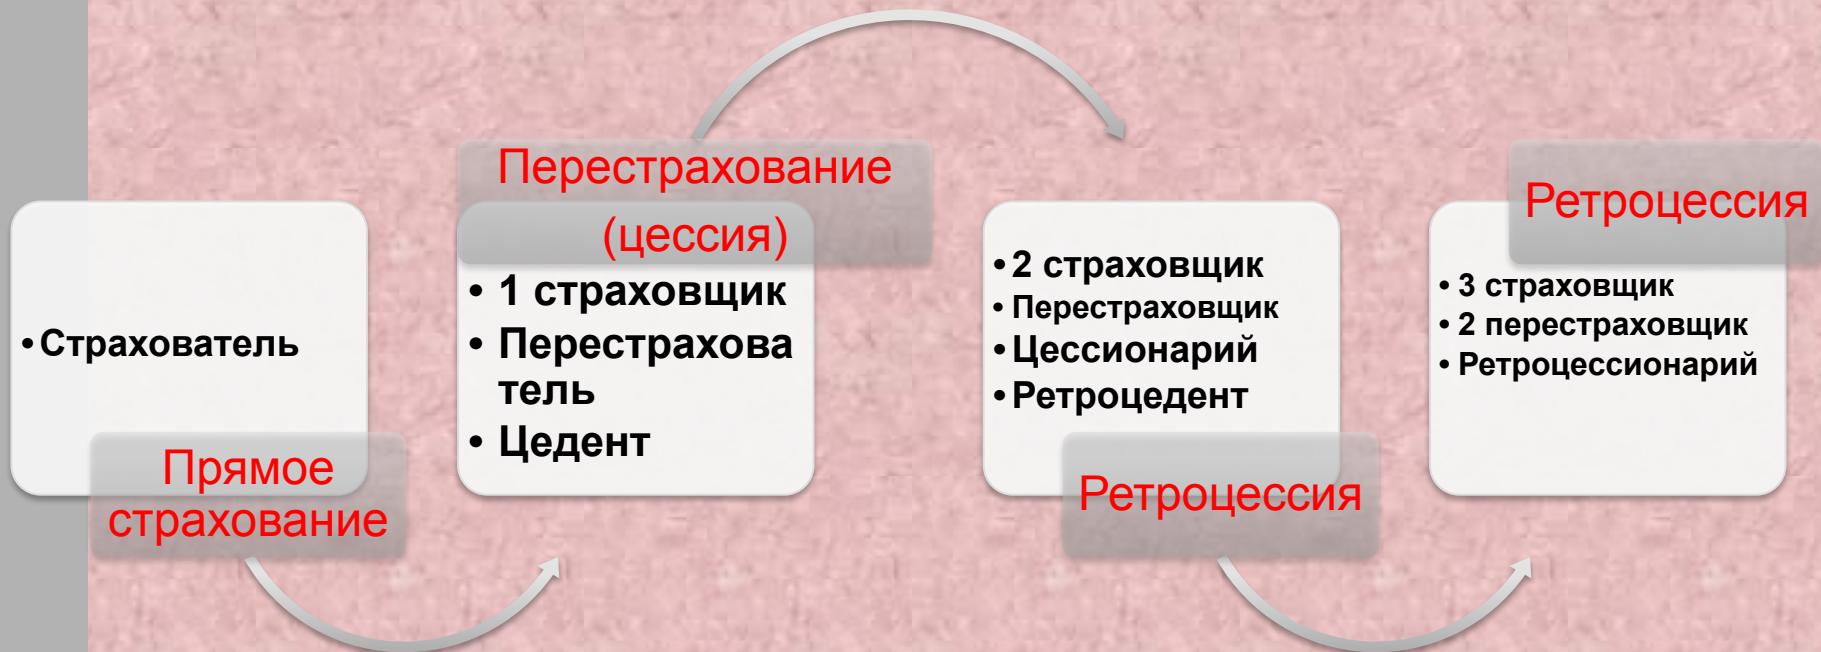 • Страхователь
Прямое
страхование
Перестрахование
(цессия)
• 1 страховщик
• Перестрахова
тель
• Цедент
• 2 страховщик
• Перестраховщик
• Цессионарий
• Ретроцедент
Ретроцессия
Ретроцессия
• 3 страховщик
• 2 перестраховщик
• Ретроцессионарий